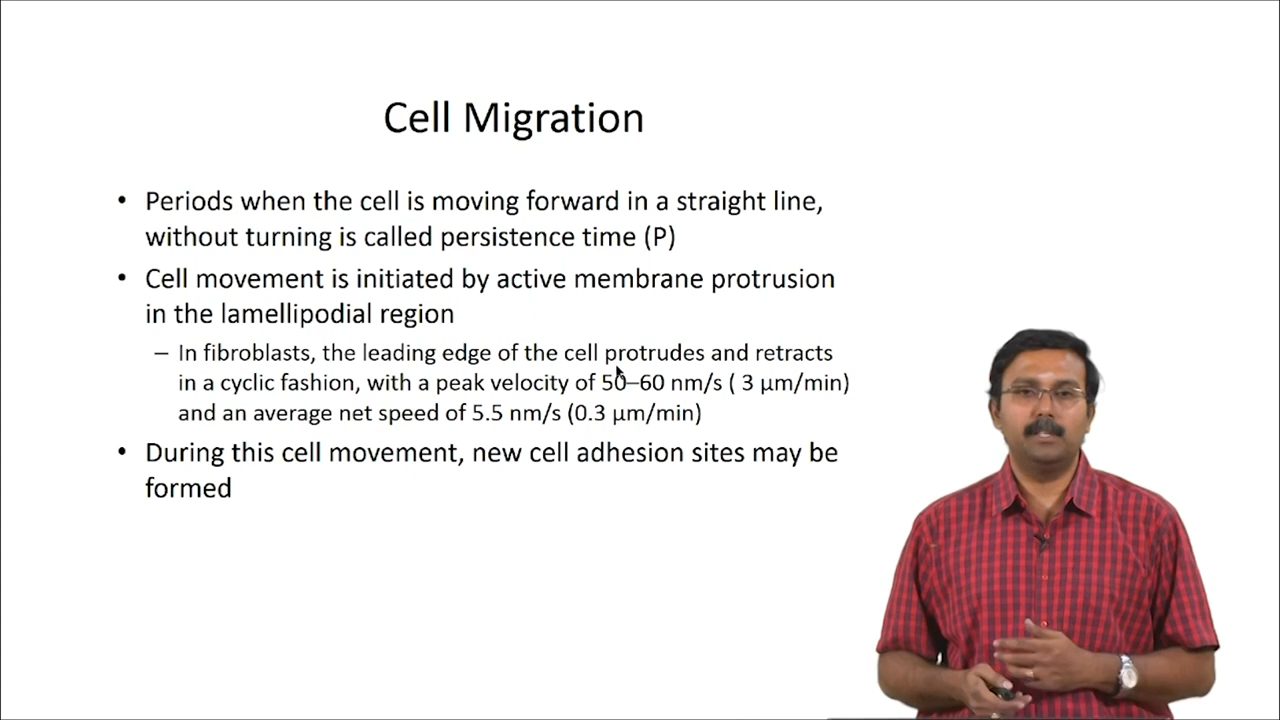 Cell Migration
• Periods when the cell is moving forward in a straight line,
without turning is called persistence time (P)
• Cell movement is initiated by active membrane protrusion
in the lamellipodial region
– In fibroblasts, the leading edge of the cell protrudes and retracts
in a cyclic fashion, with a peak velocity of 50–60 nm/s ( 3 μm/min)
and an average net speed of 5.5 nm/s (0.3 μm/min)
• During this cell movement, new cell adhesion sites may be
formed